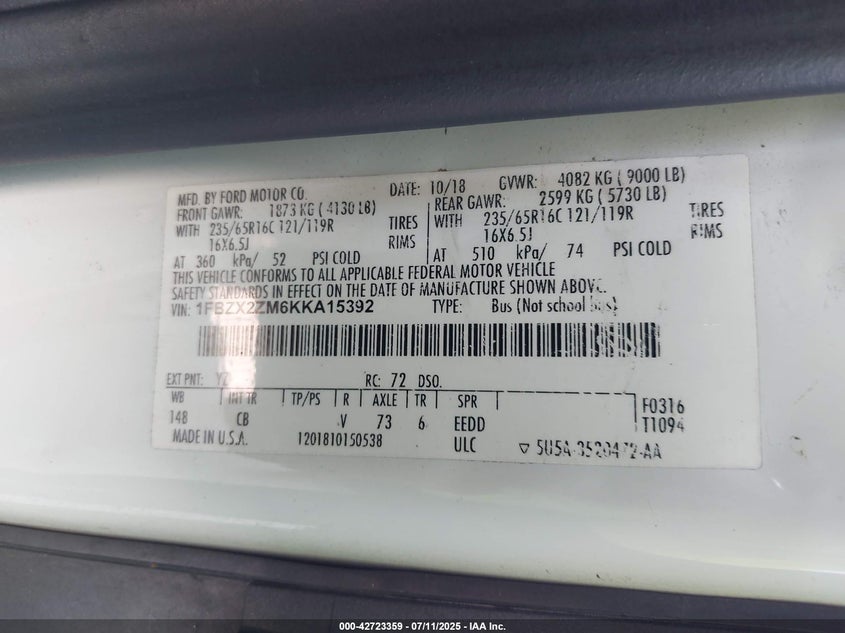 MFD. BY FORD MOTOR CO. DATE: 10/18 GVWR: 4082 KG ( 9000 LB)
FRONT GAWR: 1873 KG ( 4130 LB) REAR GAWR: 2599 KG ( 5730 LB)
WITH 235/65R16C 121/119R TIRES WITH 235/65R16C 121/119R TIRES
16X6.5J RIMS 16X6.5J RIMS
AT 360 kPa/ 52 PSI COLD AT 510 kPa/ 74 PSI COLD
THIS VEHICLE CONFORMS TO ALL APPLICABLE FEDERAL MOTOR VEHICLE
SAFETY STANDARDS IN EFFECT ON THE DATE OF MANUFACTURE SHOWN ABOVE.
VIN: 1FBZX2ZM6KKA15392 TYPE: Bus (Not school bus)
EXT PNT: YZ RC: 72 DSO.
WB INT TR TP/PS R AXLE TR SPR F0316
148 CB V 73 6 EEDD T1094
MADE IN U.S.A. 1201810150538 ULC ▽ 5U5A-3520472-AA
000-42723359 - 07/11/2025 - IAA Inc.